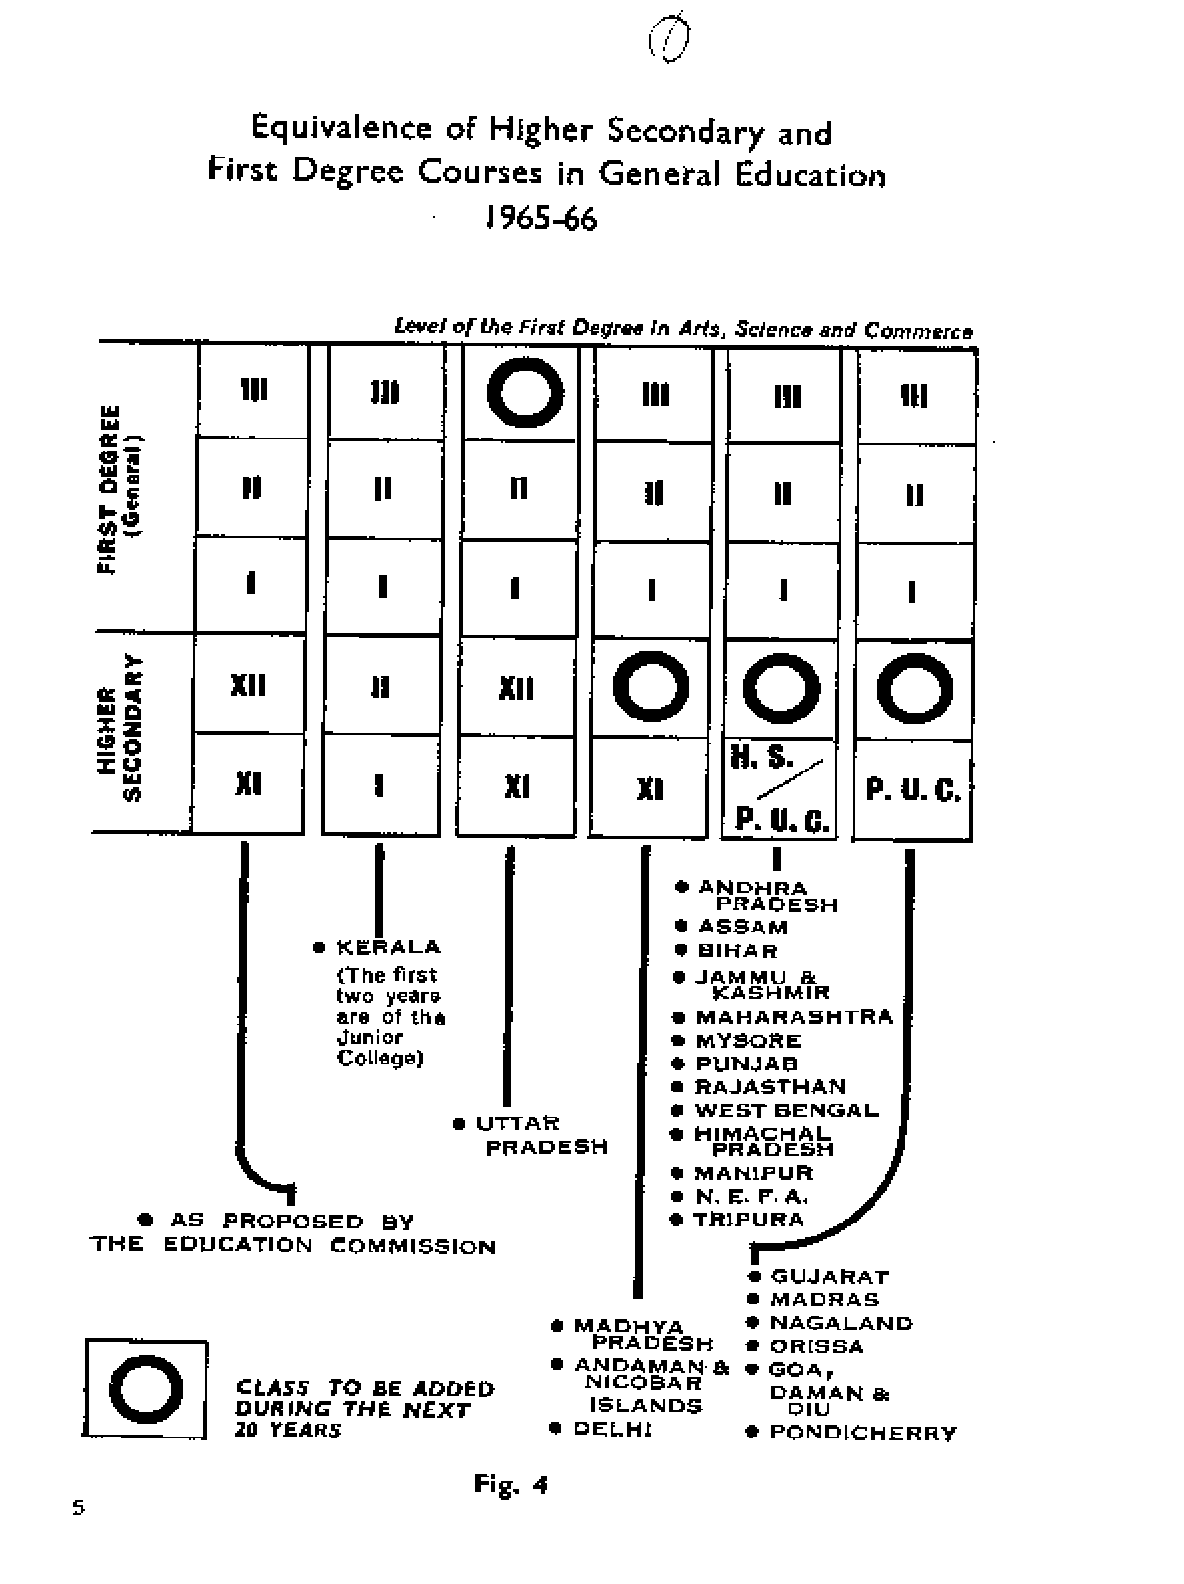 Equivalence of Higher Secondary and
First Degree Courses in General Education
1965-66
Level of the First Degree in Arts, Science and Commerce
FIRST DEGREE
(General)
III III III III III
II II II II II II
I I I I I I
HIGHER
SECONDARY
XII II XII
XI I XI XI H. S. / P. U. C. P. U. C.
● KERALA
(The first
two years
are of the
Junior
College)
● UTTAR
PRADESH
● AS PROPOSED BY
THE EDUCATION COMMISSION
● ANDHRA
PRADESH
● ASSAM
● BIHAR
● JAMMU &
KASHMIR
● MAHARASHTRA
● MYSORE
● PUNJAB
● RAJASTHAN
● WEST BENGAL
● HIMACHAL
PRADESH
● MANIPUR
● N. E. F. A.
● TRIPURA
● MADHYA
PRADESH
● ANDAMAN &
NICOBAR
ISLANDS
● DELHI
● GUJARAT
● MADRAS
● NAGALAND
● ORISSA
● GOA,
DAMAN &
DIU
● PONDICHERRY
CLASS TO BE ADDED
DURING THE NEXT
20 YEARS
Fig. 4
5